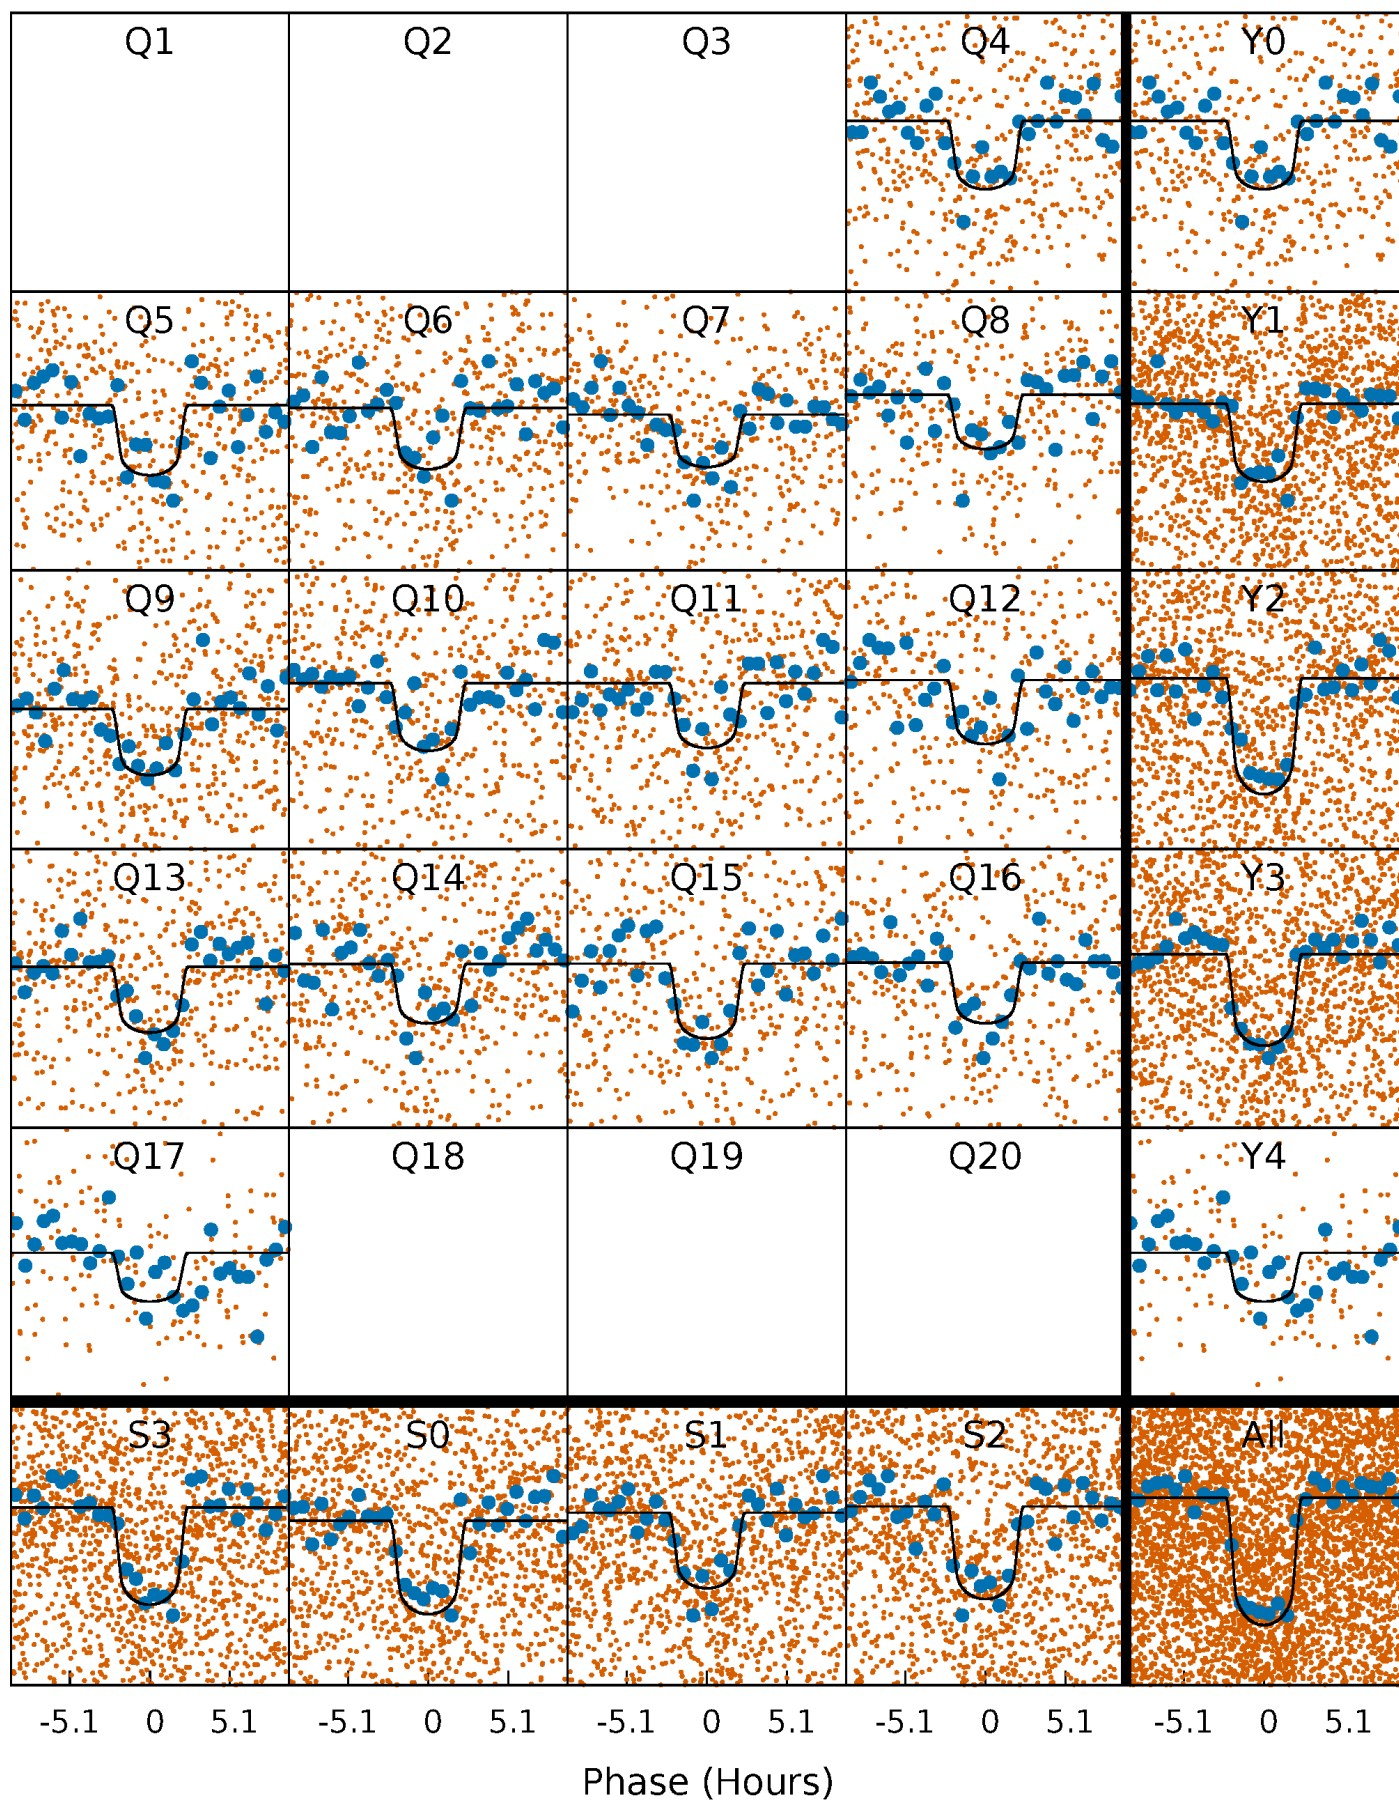 Q1 Q2 Q3 Q4 Y0
Q5 Q6 Q7 Q8 Y1
Q9 Q10 Q11 Q12 Y2
Q13 Q14 Q15 Q16 Y3
Q17 Q18 Q19 Q20 Y4
S3 S0 S1 S2 All
-5.1 0 5.1 -5.1 0 5.1 -5.1 0 5.1 -5.1 0 5.1 -5.1 0 5.1
Phase (Hours)